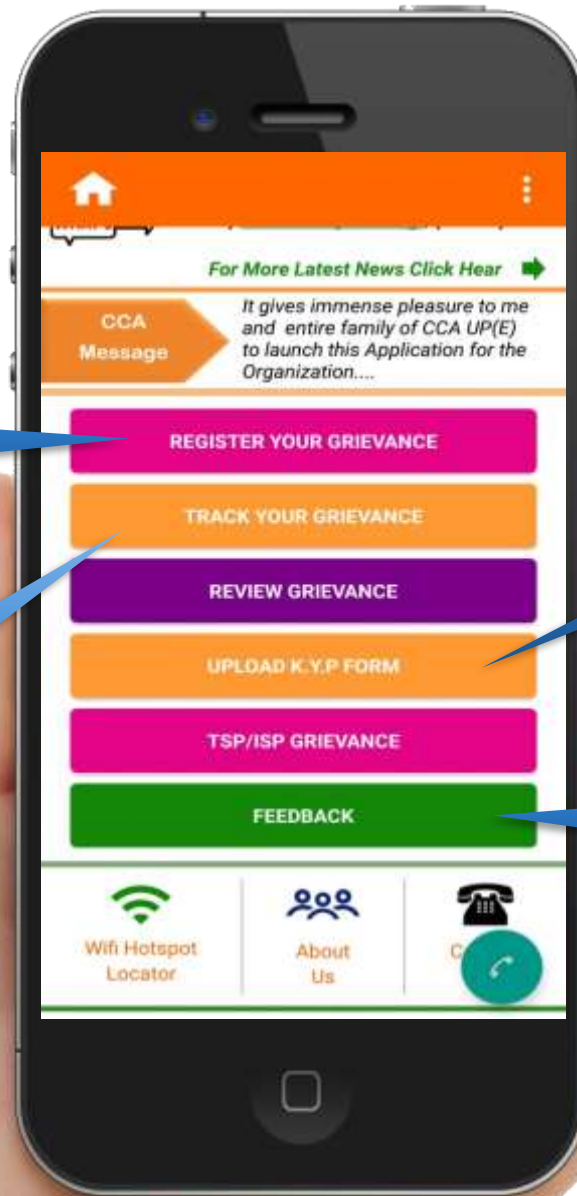 For More Latest News Click Hear
CCA
Message
It gives immense pleasure to me
and entire family of CCA UP(E)
to launch this Application for the
Organization....
REGISTER YOUR GRIEVANCE
TRACK YOUR GRIEVANCE
REVIEW GRIEVANCE
UPLOAD K.Y.P FORM
TSP/ISP GRIEVANCE
FEEDBACK
Wifi Hotspot
Locator
About
Us